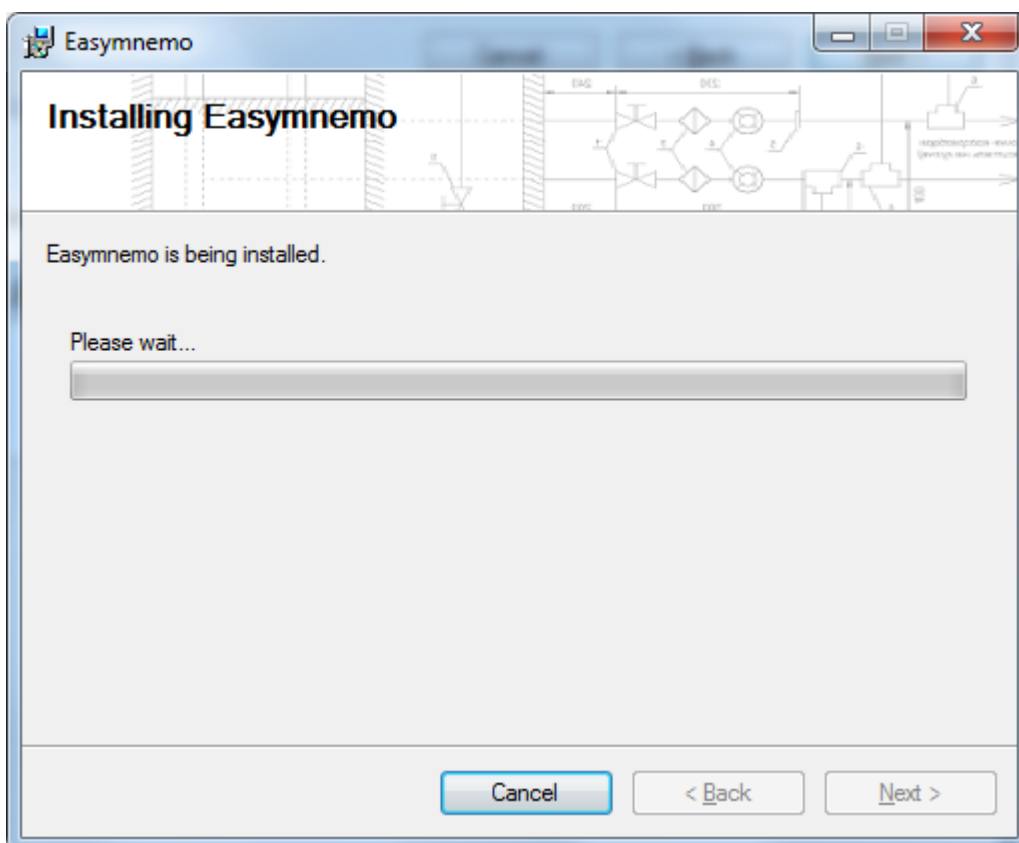 Easymnemo
Installing Easymnemo
Easymnemo is being installed.
Please wait...
Cancel
< Back
Next >